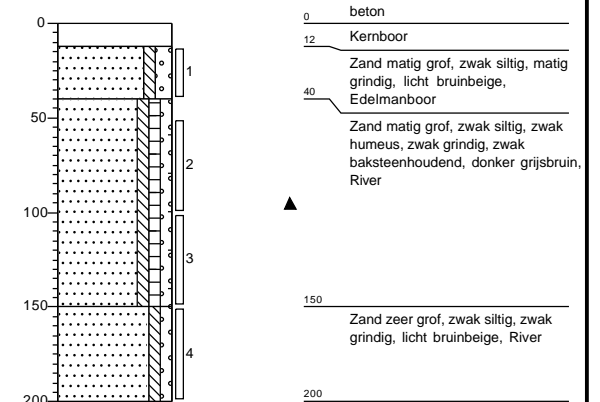 0
50
100
150
200
1
2
3
4
0
beton
12
Kernboor
Zand matig grof, zwak siltig, matig
grindig, licht bruinbeige,
Edelmanboor
40
Zand matig grof, zwak siltig, zwak
humeus, zwak grindig, zwak
baksteenhoudend, donker grijsbruin,
River
150
Zand zeer grof, zwak siltig, zwak
grindig, licht bruinbeige, River
200